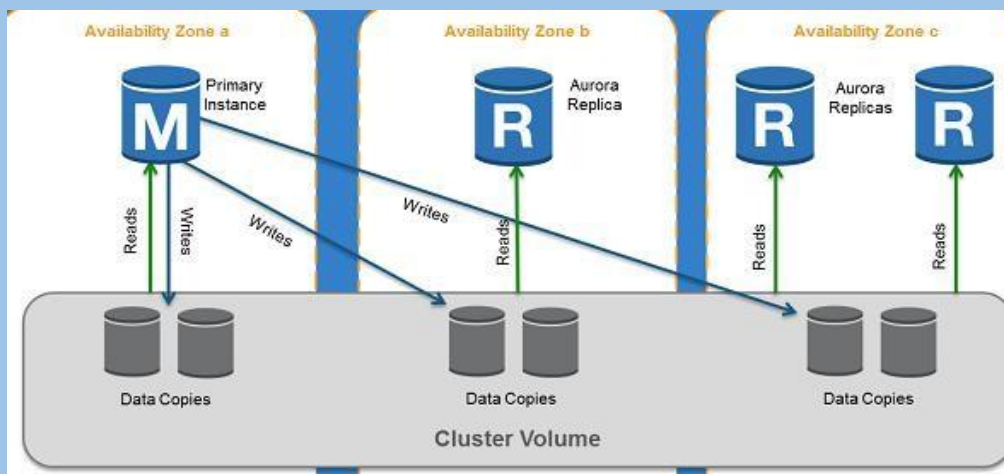 Availability Zone a
Availability Zone b
Availability Zone c
M
Primary
Instance
R
Aurora
Replica
R
Aurora
Replicas
R
Reads
Writes
Writes
Writes
Reads
Reads
Reads
Data Copies
Data Copies
Data Copies
Cluster Volume